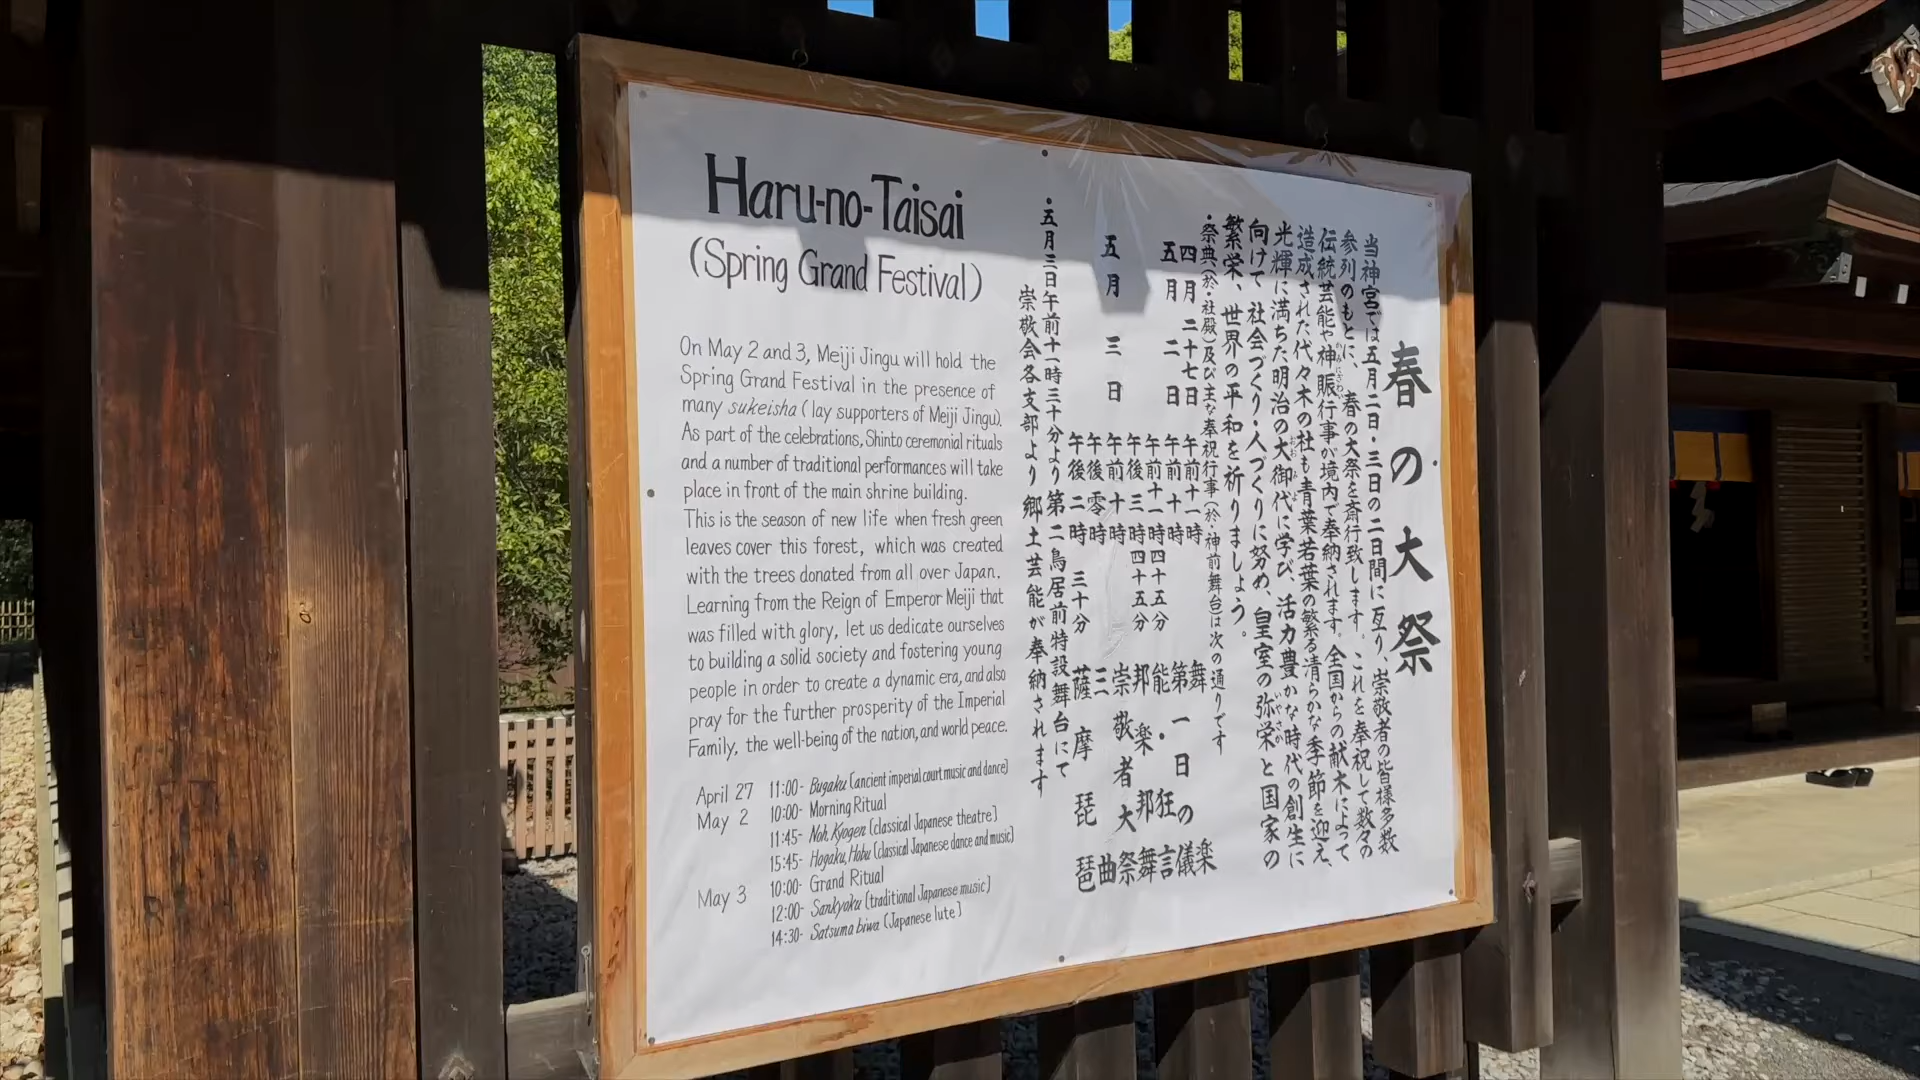 Haru-no-Taisai
(Spring Grand Festival)
On May 2 and 3, Meiji Jingu will hold the
Spring Grand Festival in the presence of
many sukeisha (lay supporters of Meiji Jingu).
As part of the celebrations, Shinto ceremonial rituals
and a number of traditional performances will take
place in front of the main shrine building.
This is the season of new life when fresh green
leaves cover this forest, which was created
with the trees donated from all over Japan.
Learning from the Reign of Emperor Meiji that
was filled with glory, let us dedicate ourselves
to building a solid society and fostering young
people in order to create a dynamic era, and also
pray for the further prosperity of the Imperial
Family, the well-being of the nation, and world peace.
April 27 11:00- Bugaku (ancient imperial court music and dance)
May 2 10:00- Morning Ritual
11:45- Noh, Kyogen (classical Japanese theatre)
15:45- Hogaku, Hobu (classical Japanese dance and music)
May 3 10:00- Grand Ritual
12:00- Sankyoku (traditional Japanese music)
14:30- Satsuma biwa (Japanese lute)
春の大祭
当神宮では五月二日・三日の二日間に亙り、崇敬者の皆様多数
参列のもとに、春の大祭を斎行致します。これを奉祝して数々の
伝統芸能や神賑行事が境内で奉納されます。全国からの献木によって
造成された代々木の杜も青葉若葉の繁る清らかな季節を迎え、
光輝に満ちた明治の大御代に学び、活力豊かな時代の創生に
向けて社会づくり・人づくりに努め、皇室の弥栄と国家の
繁栄、世界の平和を祈りましょう。
・祭典(於・社殿)及び主な奉祝行事(於・神前舞台)は次の通りです
四月二十七日 午前十一時 舞楽
五月二日 午前十時 第一日の儀
午前十一時四十五分 能・狂言
午後三時四十五分 邦楽邦舞
五月三日 午前十時 崇敬者大祭
午後零時 三曲
午後二時三十分 薩摩琵琶
・五月三日午前十一時三十分より第二鳥居前特設舞台にて
崇敬会各支部より郷土芸能が奉納されます